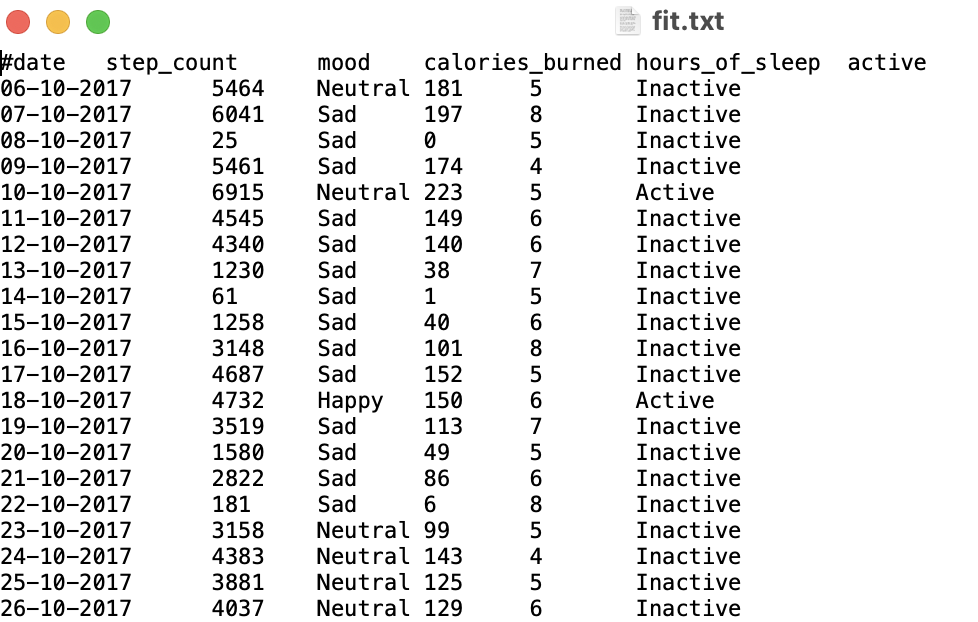 fit.txt
#date step_count mood calories_burned hours_of_sleep active
06-10-2017 5464 Neutral 181 5 Inactive
07-10-2017 6041 Sad 197 8 Inactive
08-10-2017 25 Sad 0 5 Inactive
09-10-2017 5461 Sad 174 4 Inactive
10-10-2017 6915 Neutral 223 5 Active
11-10-2017 4545 Sad 149 6 Inactive
12-10-2017 4340 Sad 140 6 Inactive
13-10-2017 1230 Sad 38 7 Inactive
14-10-2017 61 Sad 1 5 Inactive
15-10-2017 1258 Sad 40 6 Inactive
16-10-2017 3148 Sad 101 8 Inactive
17-10-2017 4687 Sad 152 5 Inactive
18-10-2017 4732 Happy 150 6 Active
19-10-2017 3519 Sad 113 7 Inactive
20-10-2017 1580 Sad 49 5 Inactive
21-10-2017 2822 Sad 86 6 Inactive
22-10-2017 181 Sad 6 8 Inactive
23-10-2017 3158 Neutral 99 5 Inactive
24-10-2017 4383 Neutral 143 4 Inactive
25-10-2017 3881 Neutral 125 5 Inactive
26-10-2017 4037 Neutral 129 6 Inactive